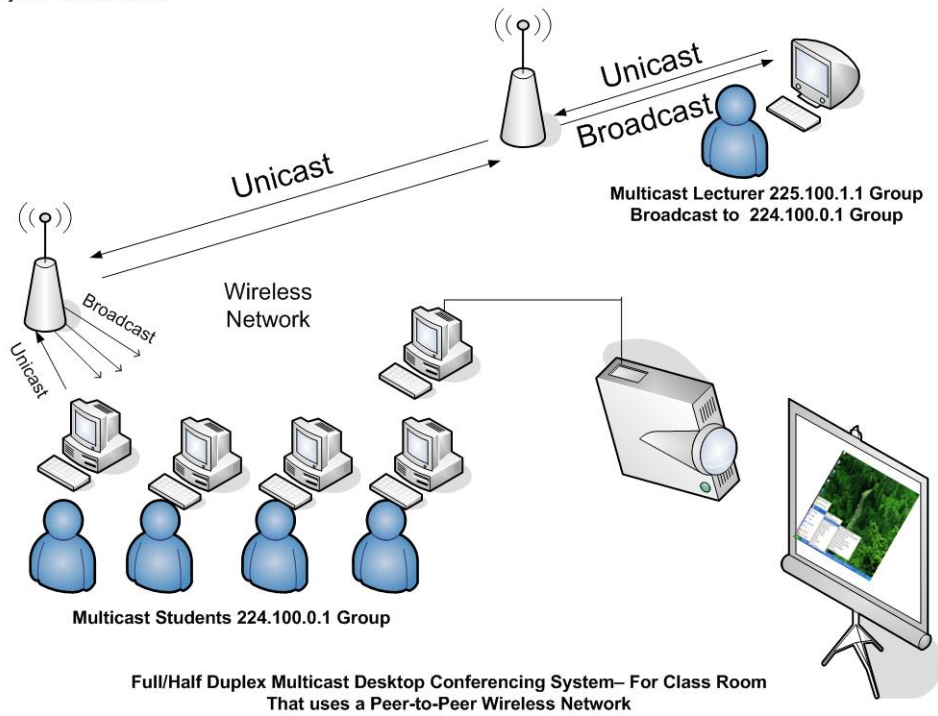 Unicast
Broadcast
Multicast Lecturer 225.100.1.1 Group
Broadcast to 224.100.0.1 Group
Unicast
Wireless
Network
Broadcast
Unicast
Multicast Students 224.100.0.1 Group
Full/Half Duplex Multicast Desktop Conferencing System– For Class Room
That uses a Peer-to-Peer Wireless Network